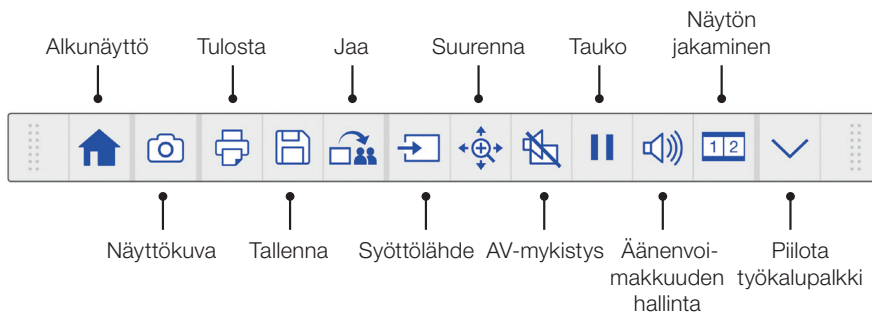 Alkunäyttö
Tulosta
Jaa
Suurenna
Tauko
Näytön
jakaminen
1 2
Näyttökuva
Tallenna
Syöttölähde
AV-mykistys
Äänenvoi-
makkuuden
hallinta
Piilota
työkalupalkki